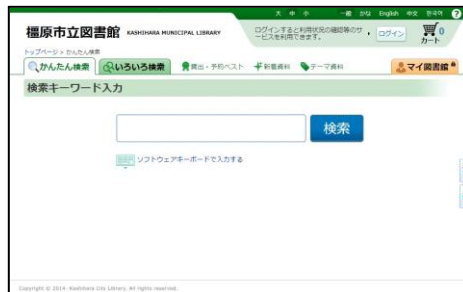 大 中 小 一般 かな English 中文 한국어 ?
橿原市立図書館 KASHIHARA MUNICIPAL LIBRARY
ログインすると利用状況の確認等のサ
ービスを利用できます。
ログイン
0
カート
トップページ > かんたん検索
かんたん検索 いろいろ検索 貸出・予約ベスト 新着資料 テーマ資料 マイ図書館
検索キーワード入力
検索
ソフトウェアキーボードで入力する
Copyright © 2014- Kashihara City Library. All rights reserved.